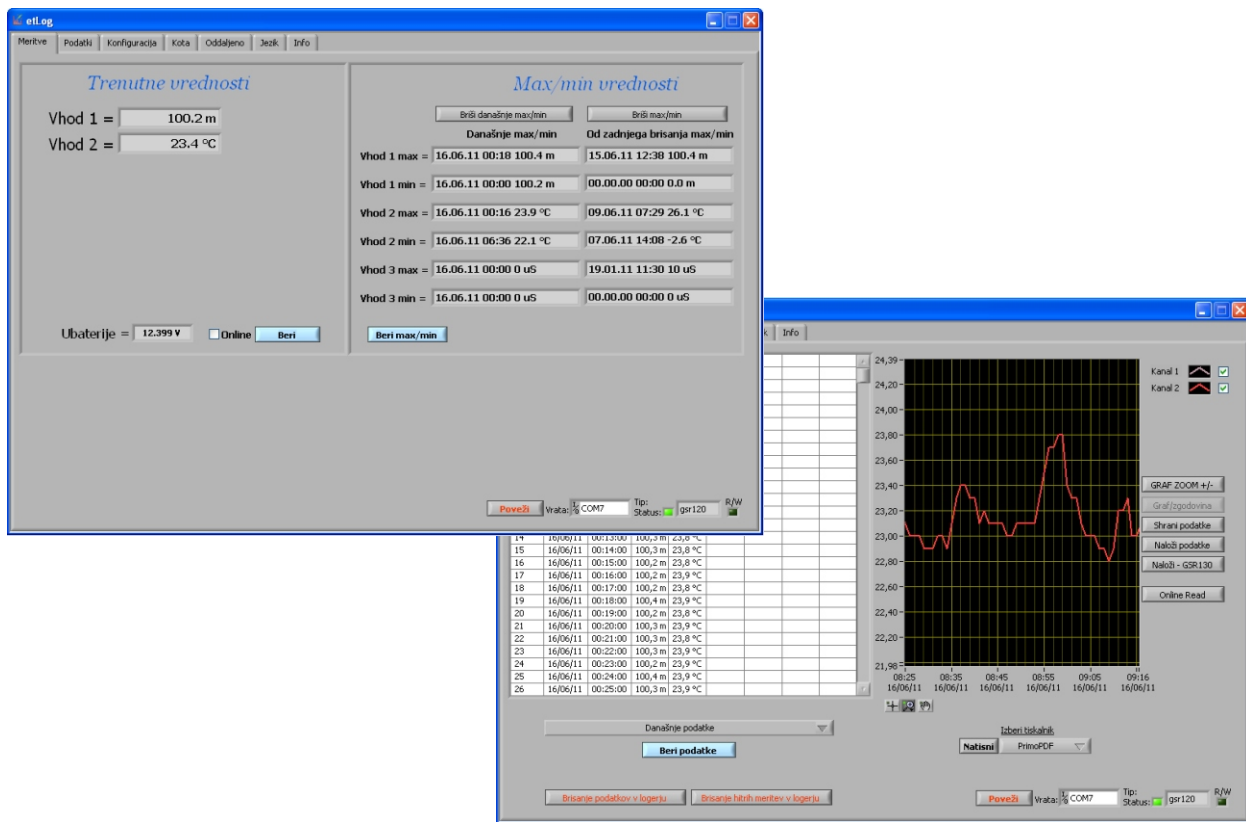 etLog
Meritve Podatki Konfiguracija Kota Oddaljeno Jezik Info
Trenutne vrednosti
Vhod 1 = 100.2 m
Vhod 2 = 23.4 °C
Ubaterije = 12.399 V Online Beri
Max/min vrednosti
Briši današnje max/min Briši max/min
Današnje max/min Od zadnjega brisanja max/min
Vhod 1 max = 16.06.11 00:18 100.4 m 15.06.11 12:38 100.4 m
Vhod 1 min = 16.06.11 00:00 100.2 m 00.00.00 00:00 0.0 m
Vhod 2 max = 16.06.11 00:16 23.9 °C 09.06.11 07:29 26.1 °C
Vhod 2 min = 16.06.11 06:36 22.1 °C 07.06.11 14:08 -2.6 °C
Vhod 3 max = 16.06.11 00:00 0 uS 19.01.11 11:30 10 uS
Vhod 3 min = 16.06.11 00:00 0 uS 00.00.00 00:00 0 uS
Beri max/min
Poveži Vrata: COM7 Tip: Status: gsr120 R/W
Info
14 16/06/11 00:13:00 100,3 m 23,8 °C
15 16/06/11 00:14:00 100,3 m 23,8 °C
16 16/06/11 00:15:00 100,2 m 23,8 °C
17 16/06/11 00:16:00 100,2 m 23,9 °C
18 16/06/11 00:17:00 100,2 m 23,8 °C
19 16/06/11 00:18:00 100,4 m 23,9 °C
20 16/06/11 00:19:00 100,2 m 23,8 °C
21 16/06/11 00:20:00 100,3 m 23,9 °C
22 16/06/11 00:21:00 100,3 m 23,8 °C
23 16/06/11 00:22:00 100,3 m 23,9 °C
24 16/06/11 00:23:00 100,2 m 23,9 °C
25 16/06/11 00:24:00 100,4 m 23,9 °C
26 16/06/11 00:25:00 100,3 m 23,9 °C
24,39
24,20
24,00
23,80
23,60
23,40
23,20
23,00
22,80
22,60
22,40
22,20
21,98
08:25 08:35 08:45 08:55 09:05 09:16
16/06/11 16/06/11 16/06/11 16/06/11 16/06/11 16/06/11
Kanal 1
Kanal 2
GRAF ZOOM +/-
Graf/zgodovina
Shrani podatke
Naloži podatke
Naloži - GSR130
Online Read
Današnje podatke
Beri podatke
Izberi tiskalnik
Natisni PrimoPDF
Brisanje podatkov v logerju Brisanje hitrih meritev v logerju
Poveži Vrata: COM7 Tip: Status: gsr120 R/W